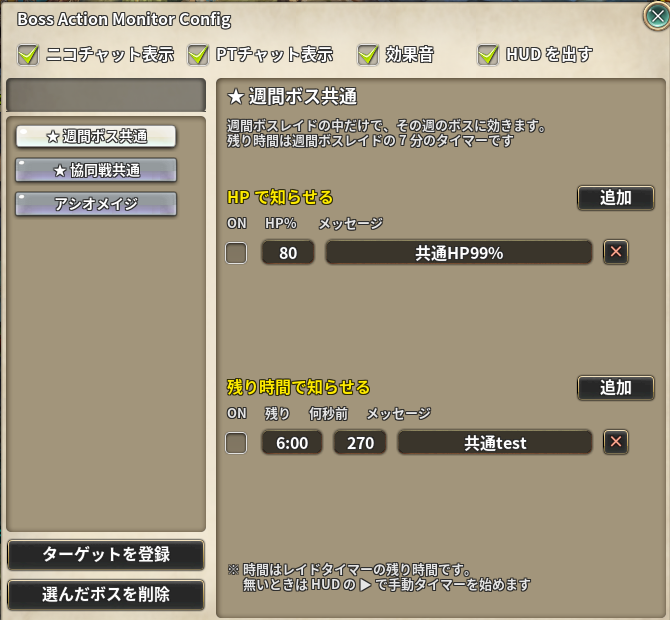 Boss Action Monitor Config
ニコチャット表示 PTチャット表示 効果音 HUD を出す
★ 週間ボス共通
★ 協同戦共通
アシオメイジ
ターゲットを登録
選んだボスを削除
★ 週間ボス共通
週間ボスレイドの中だけで、その週のボスに効きます。
残り時間は週間ボスレイドの 7 分のタイマーです
HP で知らせる 追加
ON HP% メッセージ
80 共通HP99% ×
残り時間で知らせる 追加
ON 残り 何秒前 メッセージ
6:00 270 共通test ×
※ 時間はレイドタイマーの残り時間です。
無いときは HUD の ▶ で手動タイマーを始めます